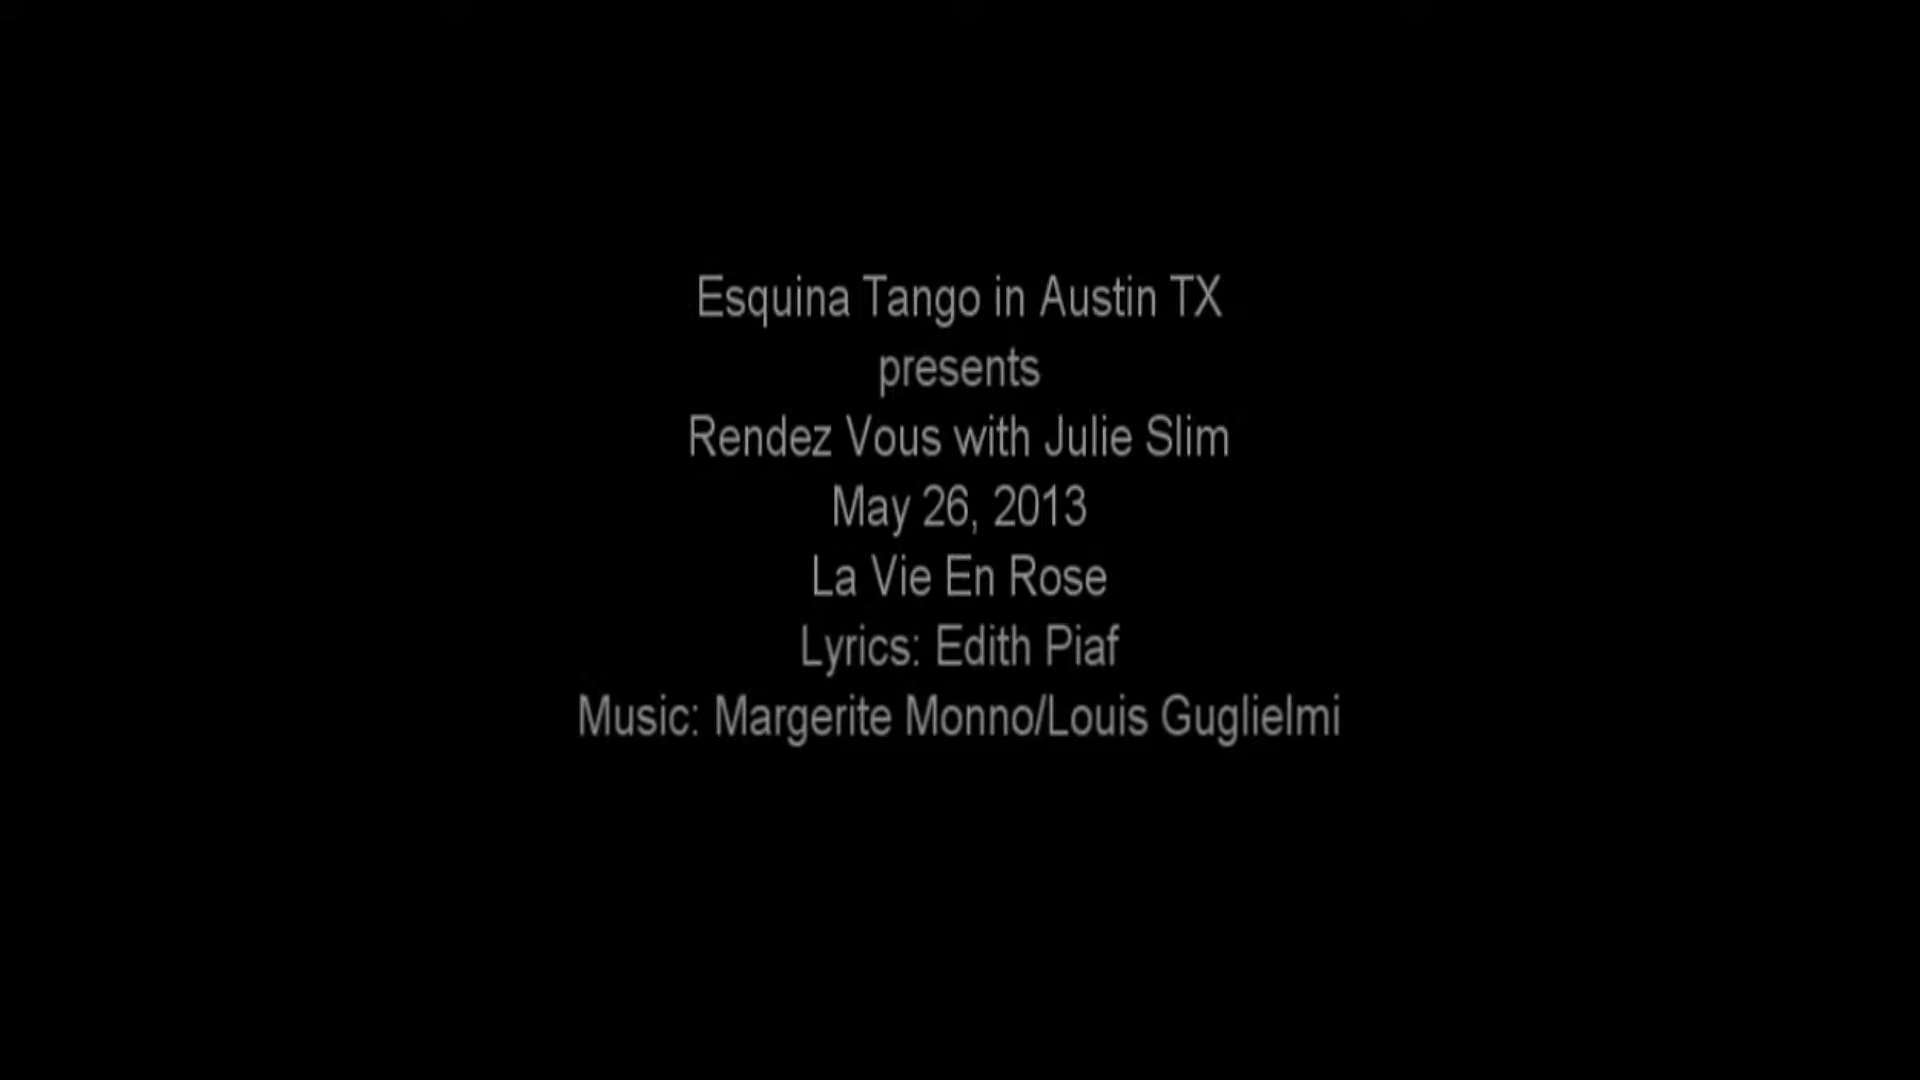 Esquina Tango in Austin TX
presents
Rendez Vous with Julie Slim
May 26, 2013
La Vie En Rose
Lyrics: Edith Piaf
Music: Margerite Monno/Louis Guglielmi